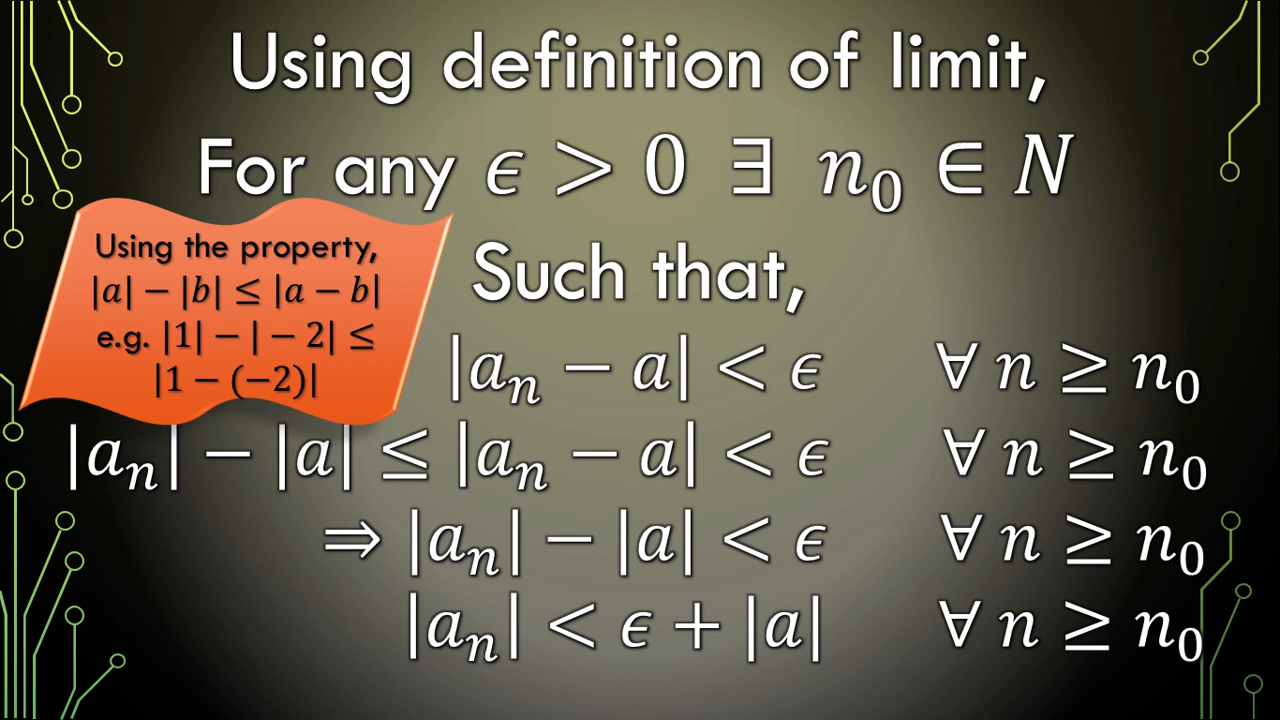 Using definition of limit,
For any ϵ > 0 ∃ n₀ ∈ N
Using the property,
|a| − |b| ≤ |a − b|
e.g. |1| − | − 2| ≤
|1 − (−2)|
Such that,
|aₙ − a| < ϵ ∀ n ≥ n₀
|aₙ| − |a| ≤ |aₙ − a| < ϵ ∀ n ≥ n₀
⇒ |aₙ| − |a| < ϵ ∀ n ≥ n₀
|aₙ| < ϵ + |a| ∀ n ≥ n₀